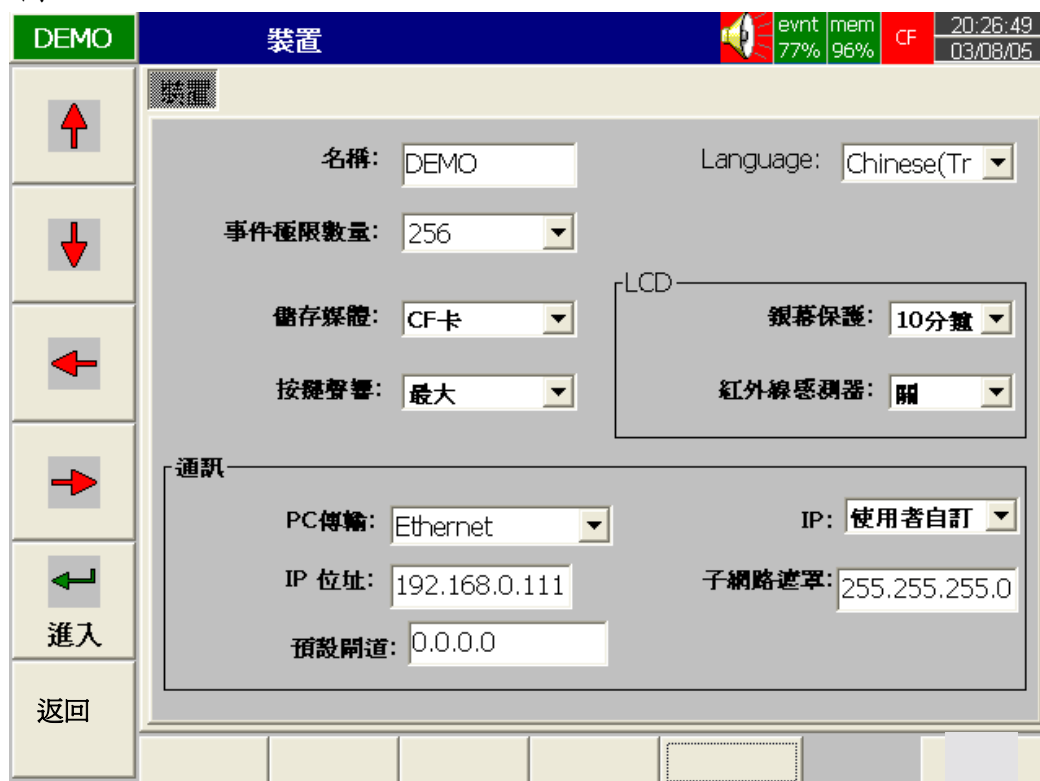 DEMO 裝置 evnt 77% mem 96% CF 20:26:49 03/08/05
裝置
名稱: DEMO Language: Chinese(Tr
事件極限數量: 256
LCD
儲存媒體: CF卡 銀幕保護: 10分鐘
按鍵聲響: 最大 紅外線感測器: 關
通訊
PC傳輸: Ethernet IP: 使用者自訂
IP 位址: 192.168.0.111 子網路遮罩: 255.255.255.0
預設閘道: 0.0.0.0
進入
返回